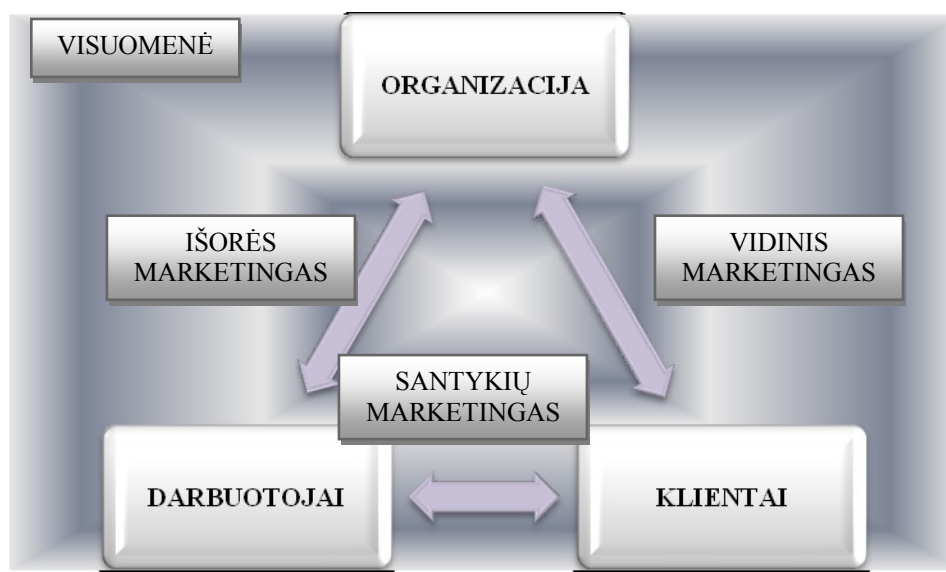 VISUOMENĖ
ORGANIZACIJA
IŠORĖS
MARKETINGAS
VIDINIS
MARKETINGAS
SANTYKIŲ
MARKETINGAS
DARBUOTOJAI
KLIENTAI